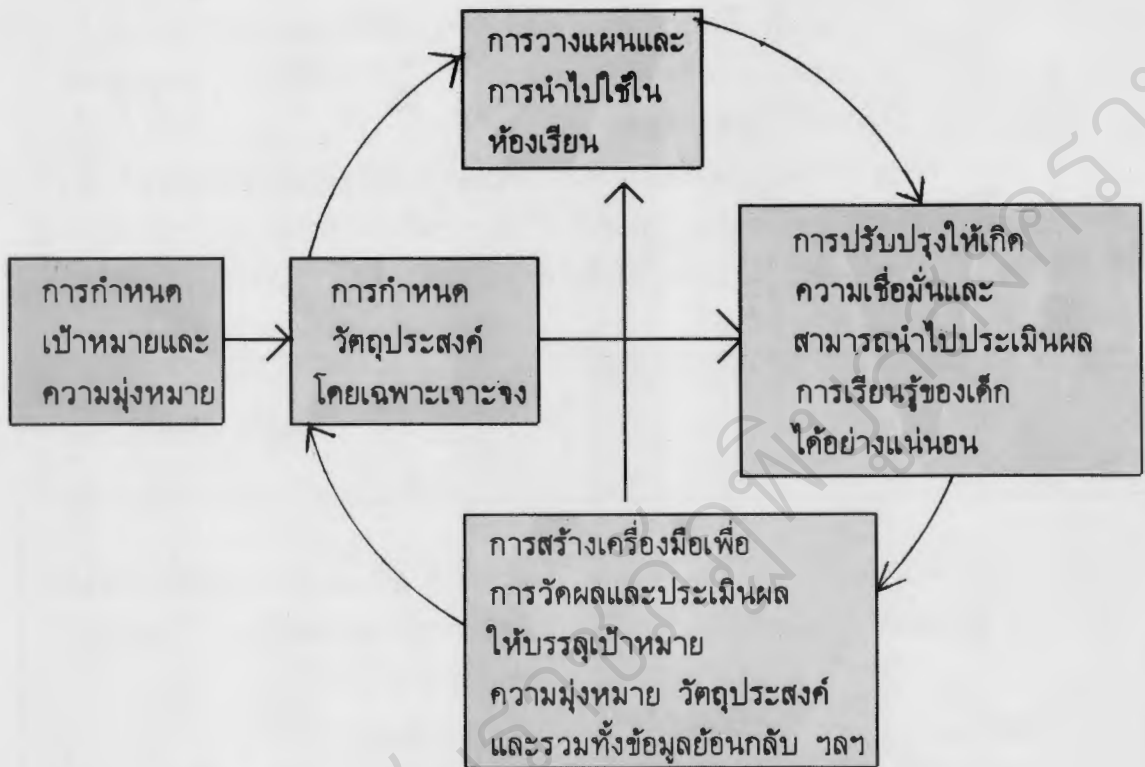 การวางแผนและ
การนำไปใช้ใน
ห้องเรียน
การกำหนด
เป้าหมายและ
ความมุ่งหมาย
การกำหนด
วัตถุประสงค์
โดยเฉพาะเจาะจง
การปรับปรุงให้เกิด
ความเชื่อมั่นและ
สามารถนำไปประเมินผล
การเรียนรู้ของเด็ก
ได้อย่างแน่นอน
การสร้างเครื่องมือเพื่อ
การวัดผลและประเมินผล
ให้บรรลุเป้าหมาย
ความมุ่งหมาย วัตถุประสงค์
และรวมทั้งข้อมูลย้อนกลับ ฯลฯ